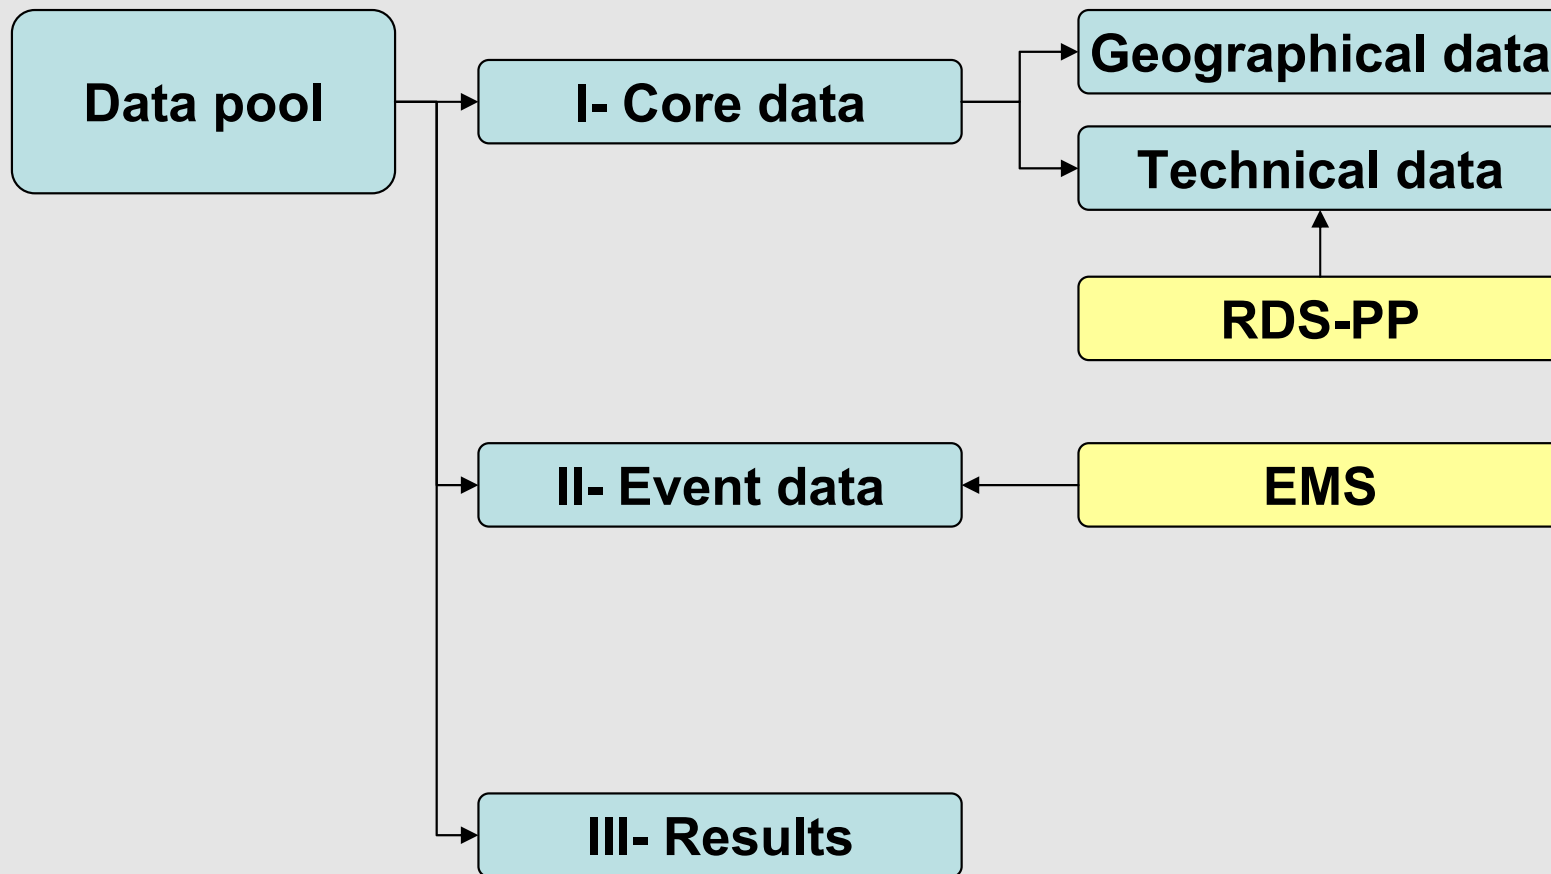 Data pool
I- Core data
Geographical data
Technical data
RDS-PP
II- Event data
EMS
III- Results